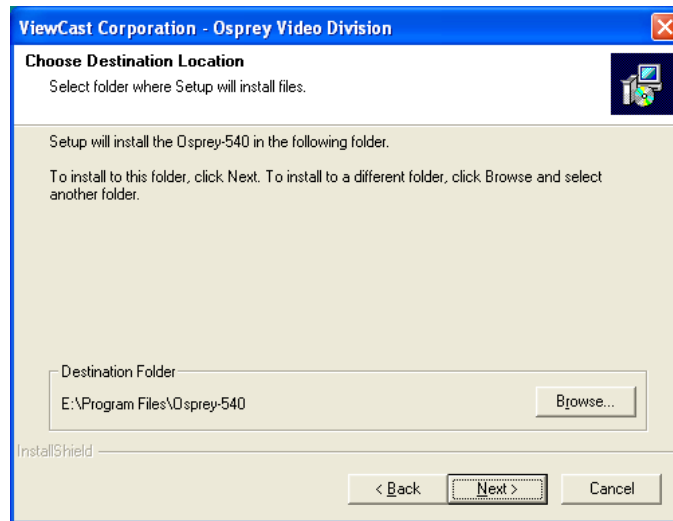 ViewCast Corporation - Osprey Video Division
Choose Destination Location
Select folder where Setup will install files.
Setup will install the Osprey-540 in the following folder.
To install to this folder, click Next. To install to a different folder, click Browse and select
another folder.
Destination Folder
E:\Program Files\Osprey-540
Browse...
InstallShield
< Back
Next >
Cancel